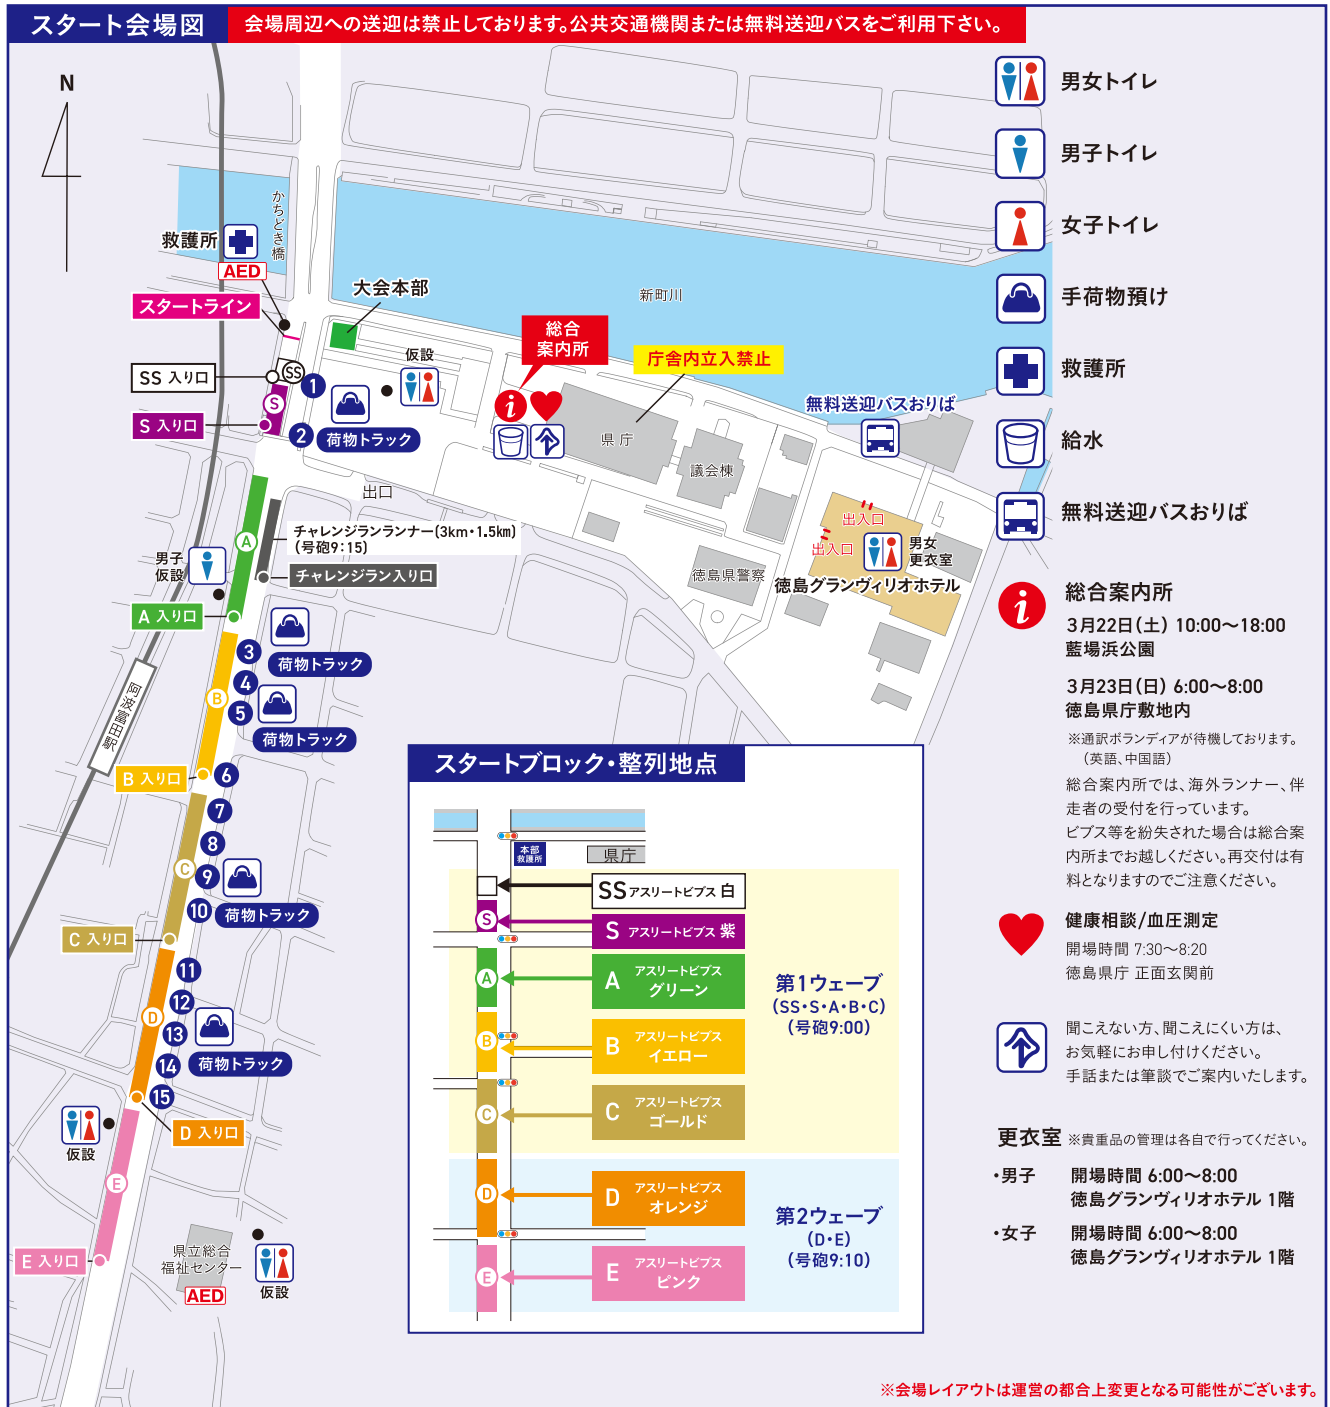 スタート会場図
会場周辺への送迎は禁止しております。公共交通機関または無料送迎バスをご利用下さい。
N
かちどき橋
救護所
AED
スタートライン
大会本部
新町川
総合
案内所
庁舎内立入禁止
仮設
SS 入り口
SS
1
S
S 入り口
2
荷物トラック
i
県庁
議会棟
無料送迎バスおりば
出口
チャレンジランランナー(3km・1.5km)
(号砲9:15)
チャレンジラン入り口
A
男子
仮設
A 入り口
徳島県警察
出入口
出入口
男女
更衣室
徳島グランヴィリオホテル
3
荷物トラック
4
B
5
荷物トラック
阿波富田駅
B 入り口
6
7
8
C
9
10
荷物トラック
C 入り口
11
12
D
13
14
荷物トラック
15
D 入り口
仮設
E
E 入り口
県立総合
福祉センター
AED
仮設
スタートブロック・整列地点
本部
救護所
県庁
SS アスリートビブス 白
S
S アスリートビブス 紫
A
A アスリートビブス
グリーン
B
B アスリートビブス
イエロー
C
C アスリートビブス
ゴールド
第1ウェーブ
(SS・S・A・B・C)
(号砲9:00)
D
D アスリートビブス
オレンジ
E
E アスリートビブス
ピンク
第2ウェーブ
(D・E)
(号砲9:10)
男女トイレ
男子トイレ
女子トイレ
手荷物預け
救護所
給水
無料送迎バスおりば
i
総合案内所
3月22日(土) 10:00〜18:00
藍場浜公園
3月23日(日) 6:00〜8:00
徳島県庁敷地内
※通訳ボランティアが待機しております。
(英語、中国語)
総合案内所では、海外ランナー、伴
走者の受付を行っています。
ビブス等を紛失された場合は総合案
内所までお越しください。再交付は有
料となりますのでご注意ください。
健康相談/血圧測定
開場時間 7:30〜8:20
徳島県庁 正面玄関前
聞こえない方、聞こえにくい方は、
お気軽にお申し付けください。
手話または筆談でご案内いたします。
更衣室 ※貴重品の管理は各自で行ってください。
・男子 開場時間 6:00〜8:00
徳島グランヴィリオホテル 1階
・女子 開場時間 6:00〜8:00
徳島グランヴィリオホテル 1階
※会場レイアウトは運営の都合上変更となる可能性がございます。